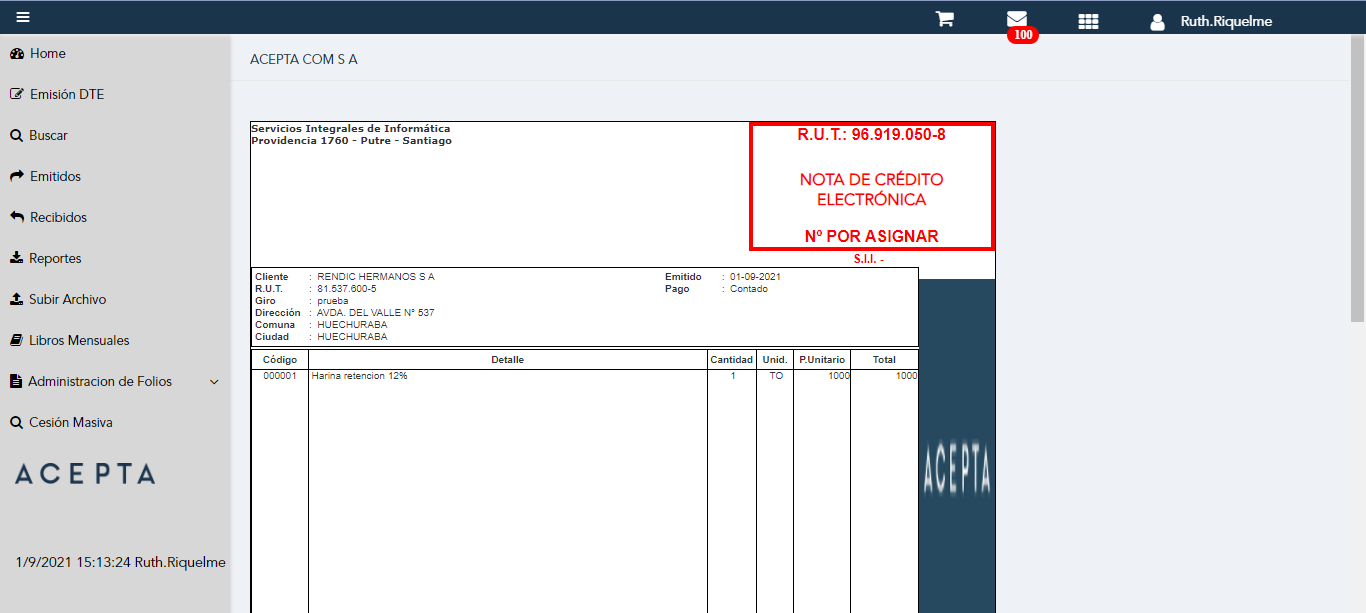 Ruth.Riquelme
100
Home
Emisión DTE
Buscar
Emitidos
Recibidos
Reportes
Subir Archivo
Libros Mensuales
Administracion de Folios
Cesión Masiva
ACEPTA
1/9/2021 15:13:24 Ruth.Riquelme
ACEPTA COM S A
Servicios Integrales de Informática
Providencia 1760 - Putre - Santiago
R.U.T.: 96.919.050-8
NOTA DE CRÉDITO
ELECTRÓNICA
Nº POR ASIGNAR
S.I.I. -
Cliente : RENDIC HERMANOS S A Emitido : 01-09-2021
R.U.T. : 81.537.600-5 Pago : Contado
Giro : prueba
Dirección : AVDA. DEL VALLE N° 537
Comuna : HUECHURABA
Ciudad : HUECHURABA
Código Detalle Cantidad Unid. P.Unitario Total
000001 Harina retencion 12% 1 TO 1000 1000
ACEPTA